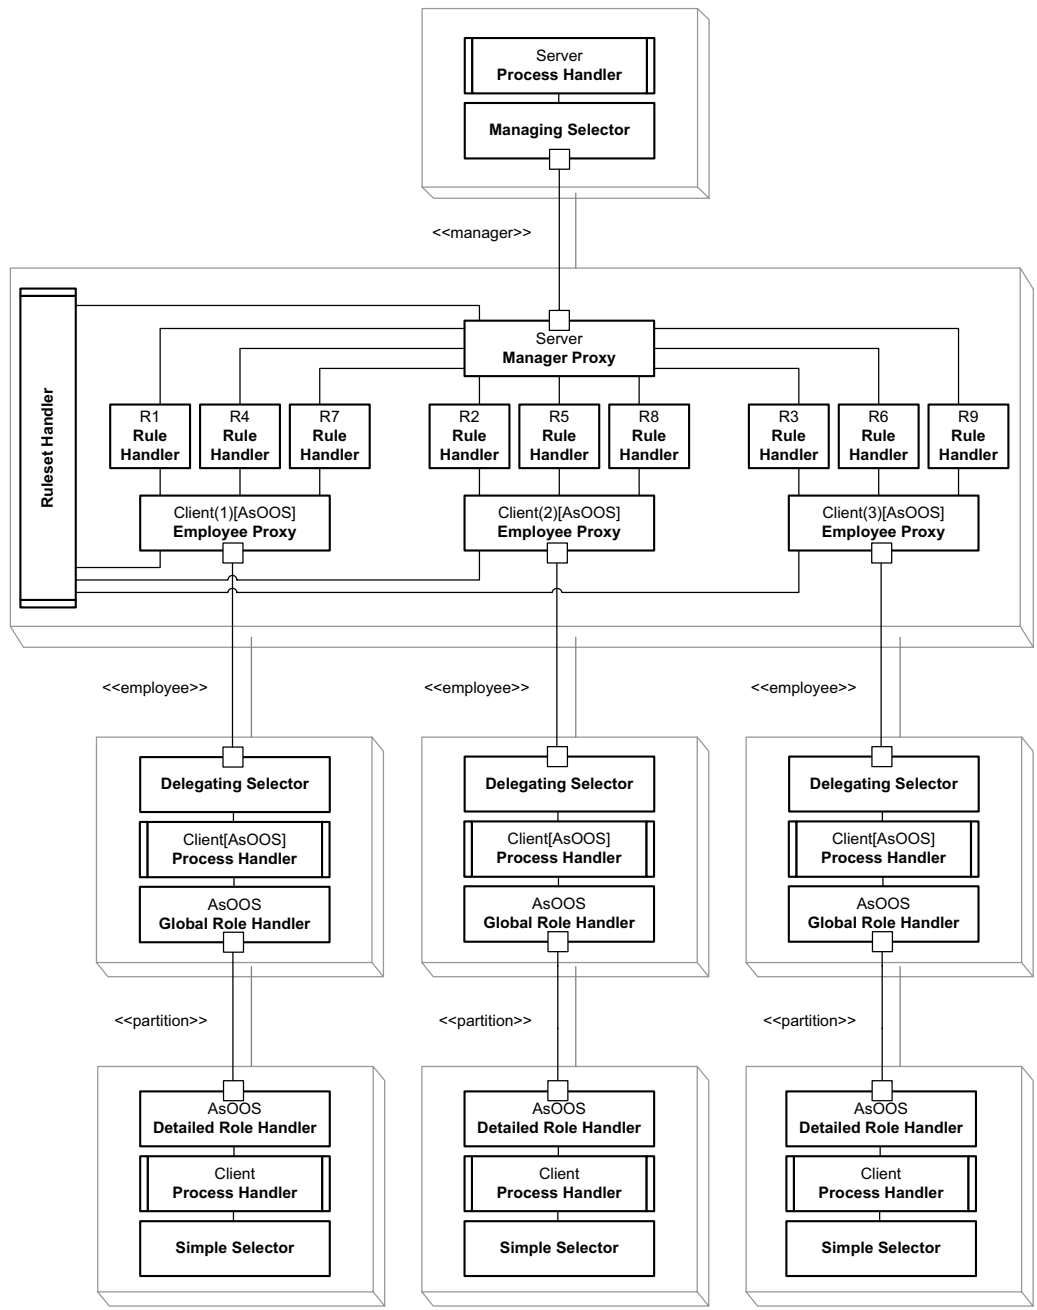 Server
Process Handler
Managing Selector
<<manager>>
Ruleset Handler
Server
Manager Proxy
R1
Rule
Handler
R4
Rule
Handler
R7
Rule
Handler
R2
Rule
Handler
R5
Rule
Handler
R8
Rule
Handler
R3
Rule
Handler
R6
Rule
Handler
R9
Rule
Handler
Client(1)[AsOOS]
Employee Proxy
Client(2)[AsOOS]
Employee Proxy
Client(3)[AsOOS]
Employee Proxy
<<employee>>
<<employee>>
<<employee>>
Delegating Selector
Client[AsOOS]
Process Handler
AsOOS
Global Role Handler
Delegating Selector
Client[AsOOS]
Process Handler
AsOOS
Global Role Handler
Delegating Selector
Client[AsOOS]
Process Handler
AsOOS
Global Role Handler
<<partition>>
<<partition>>
<<partition>>
AsOOS
Detailed Role Handler
Client
Process Handler
Simple Selector
AsOOS
Detailed Role Handler
Client
Process Handler
Simple Selector
AsOOS
Detailed Role Handler
Client
Process Handler
Simple Selector